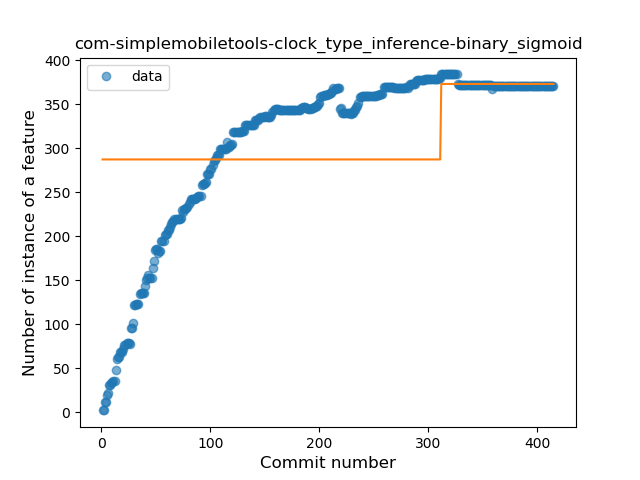 com-simplemobiletools-clock_type_inference-binary_sigmoid
data
Number of instance of a feature
400
350
300
250
200
150
100
50
0
0 100 200 300 400
Commit number